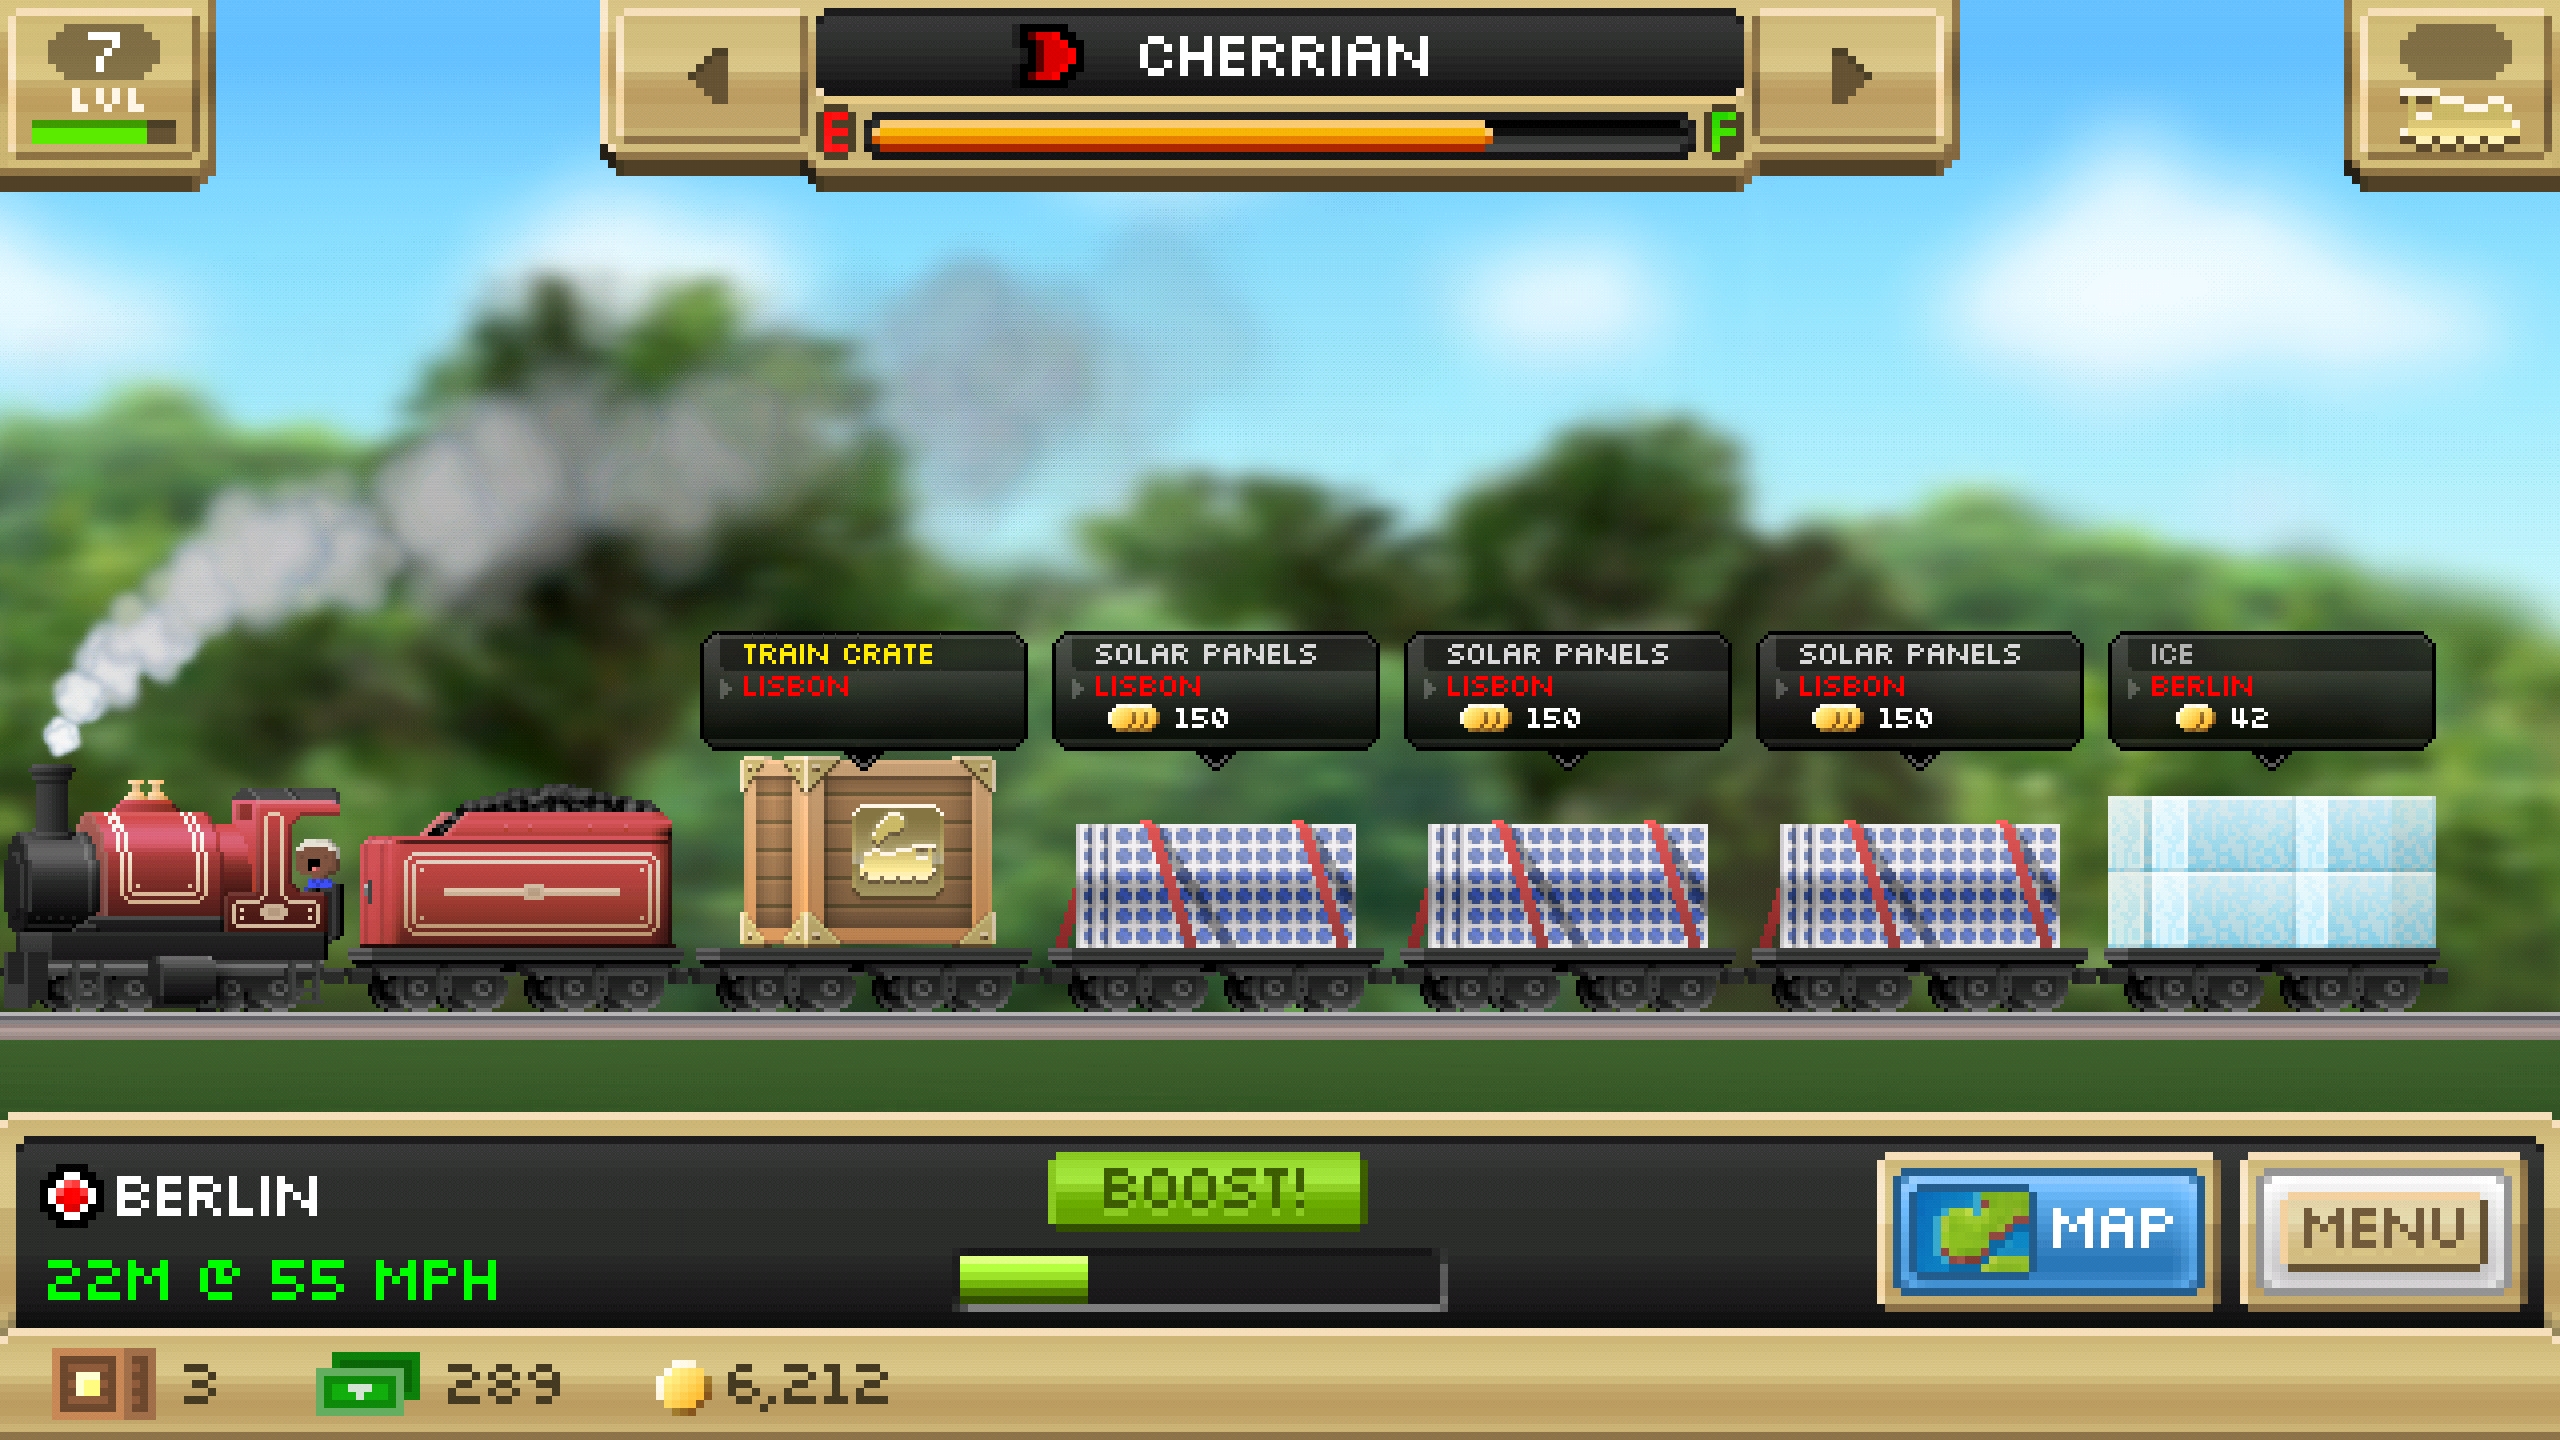 7
LVL
CHERRIAN
E F
TRAIN CRATE
LISBON
SOLAR PANELS
LISBON
150
SOLAR PANELS
LISBON
150
SOLAR PANELS
LISBON
150
ICE
BERLIN
42
BERLIN
22M @ 55 MPH
BOOST!
MAP
MENU
3
289
6,212